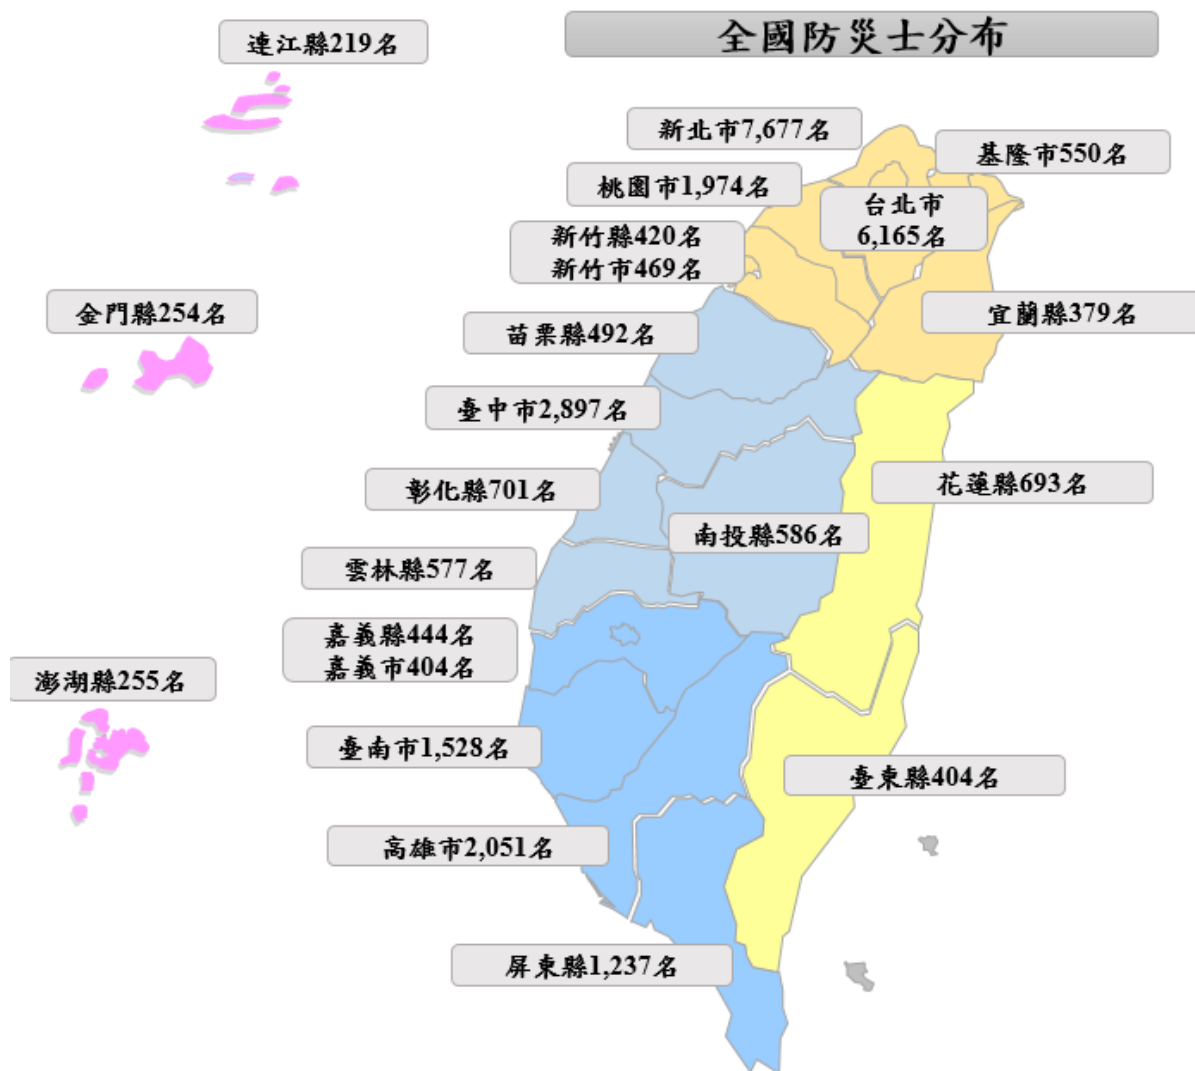 全國防災士分布
連江縣219名
新北市7,677名
基隆市550名
桃園市1,974名
台北市
6,165名
新竹縣420名
新竹市469名
金門縣254名
宜蘭縣379名
苗栗縣492名
臺中市2,897名
彰化縣701名
花蓮縣693名
南投縣586名
雲林縣577名
嘉義縣444名
嘉義市404名
澎湖縣255名
臺南市1,528名
臺東縣404名
高雄市2,051名
屏東縣1,237名